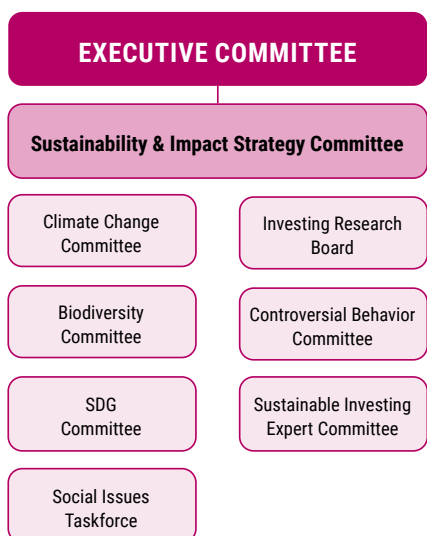 EXECUTIVE COMMITTEE
Sustainability & Impact Strategy Committee
Climate Change
Committee
Investing Research
Board
Biodiversity
Committee
Controversial Behavior
Committee
SDG
Committee
Sustainable Investing
Expert Committee
Social Issues
Taskforce